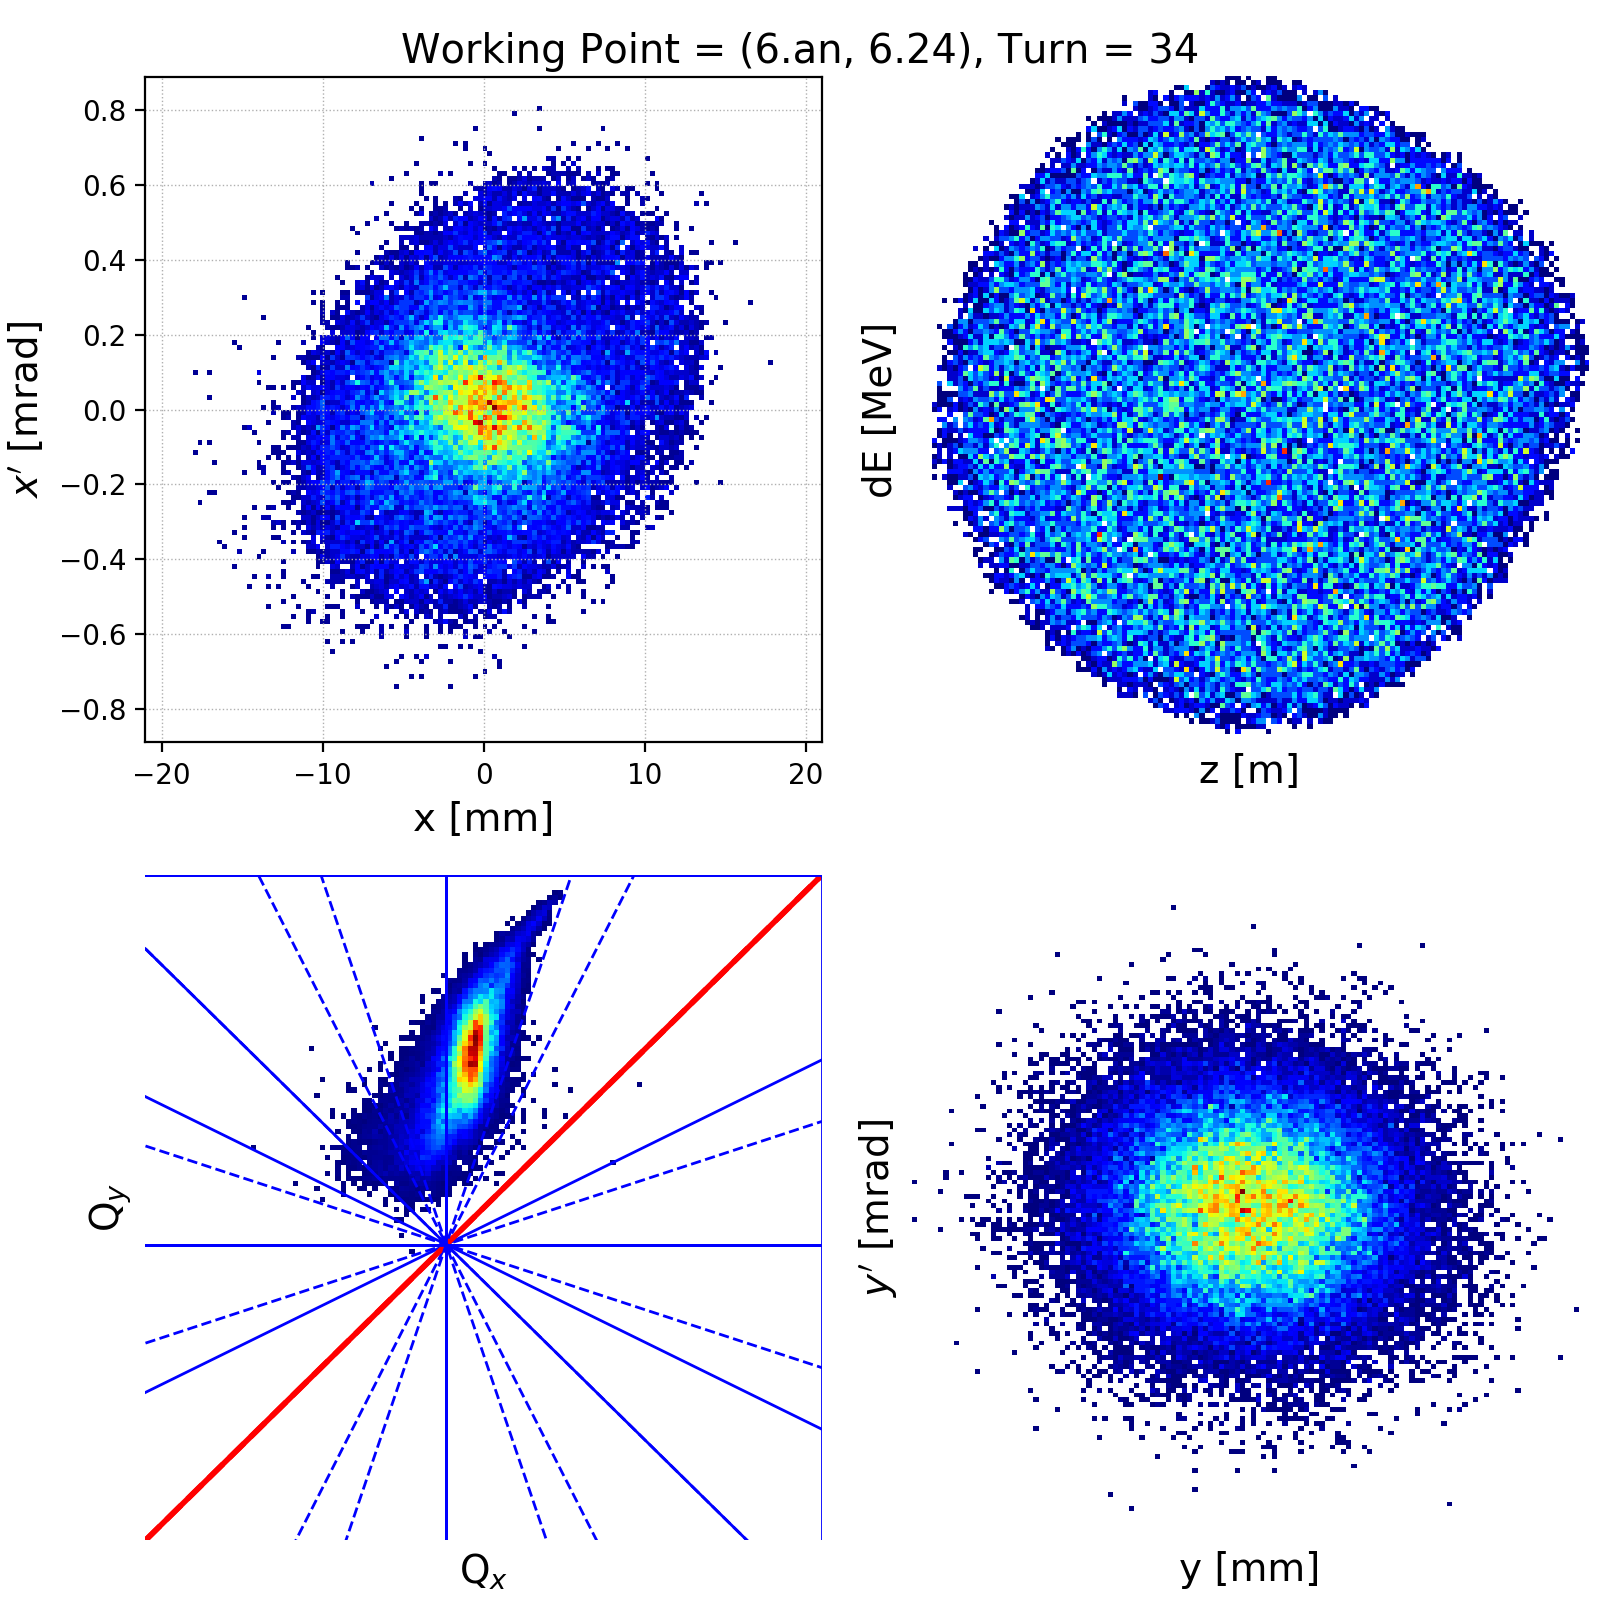 Working Point = (6.an, 6.24), Turn = 34
0.8
0.6
0.4
0.2
0.0
−0.2
−0.4
−0.6
−0.8
x′ [mrad]
−20 −10 0 10 20
x [mm]
dE [MeV]
z [m]
Qy
Qx
y′ [mrad]
y [mm]